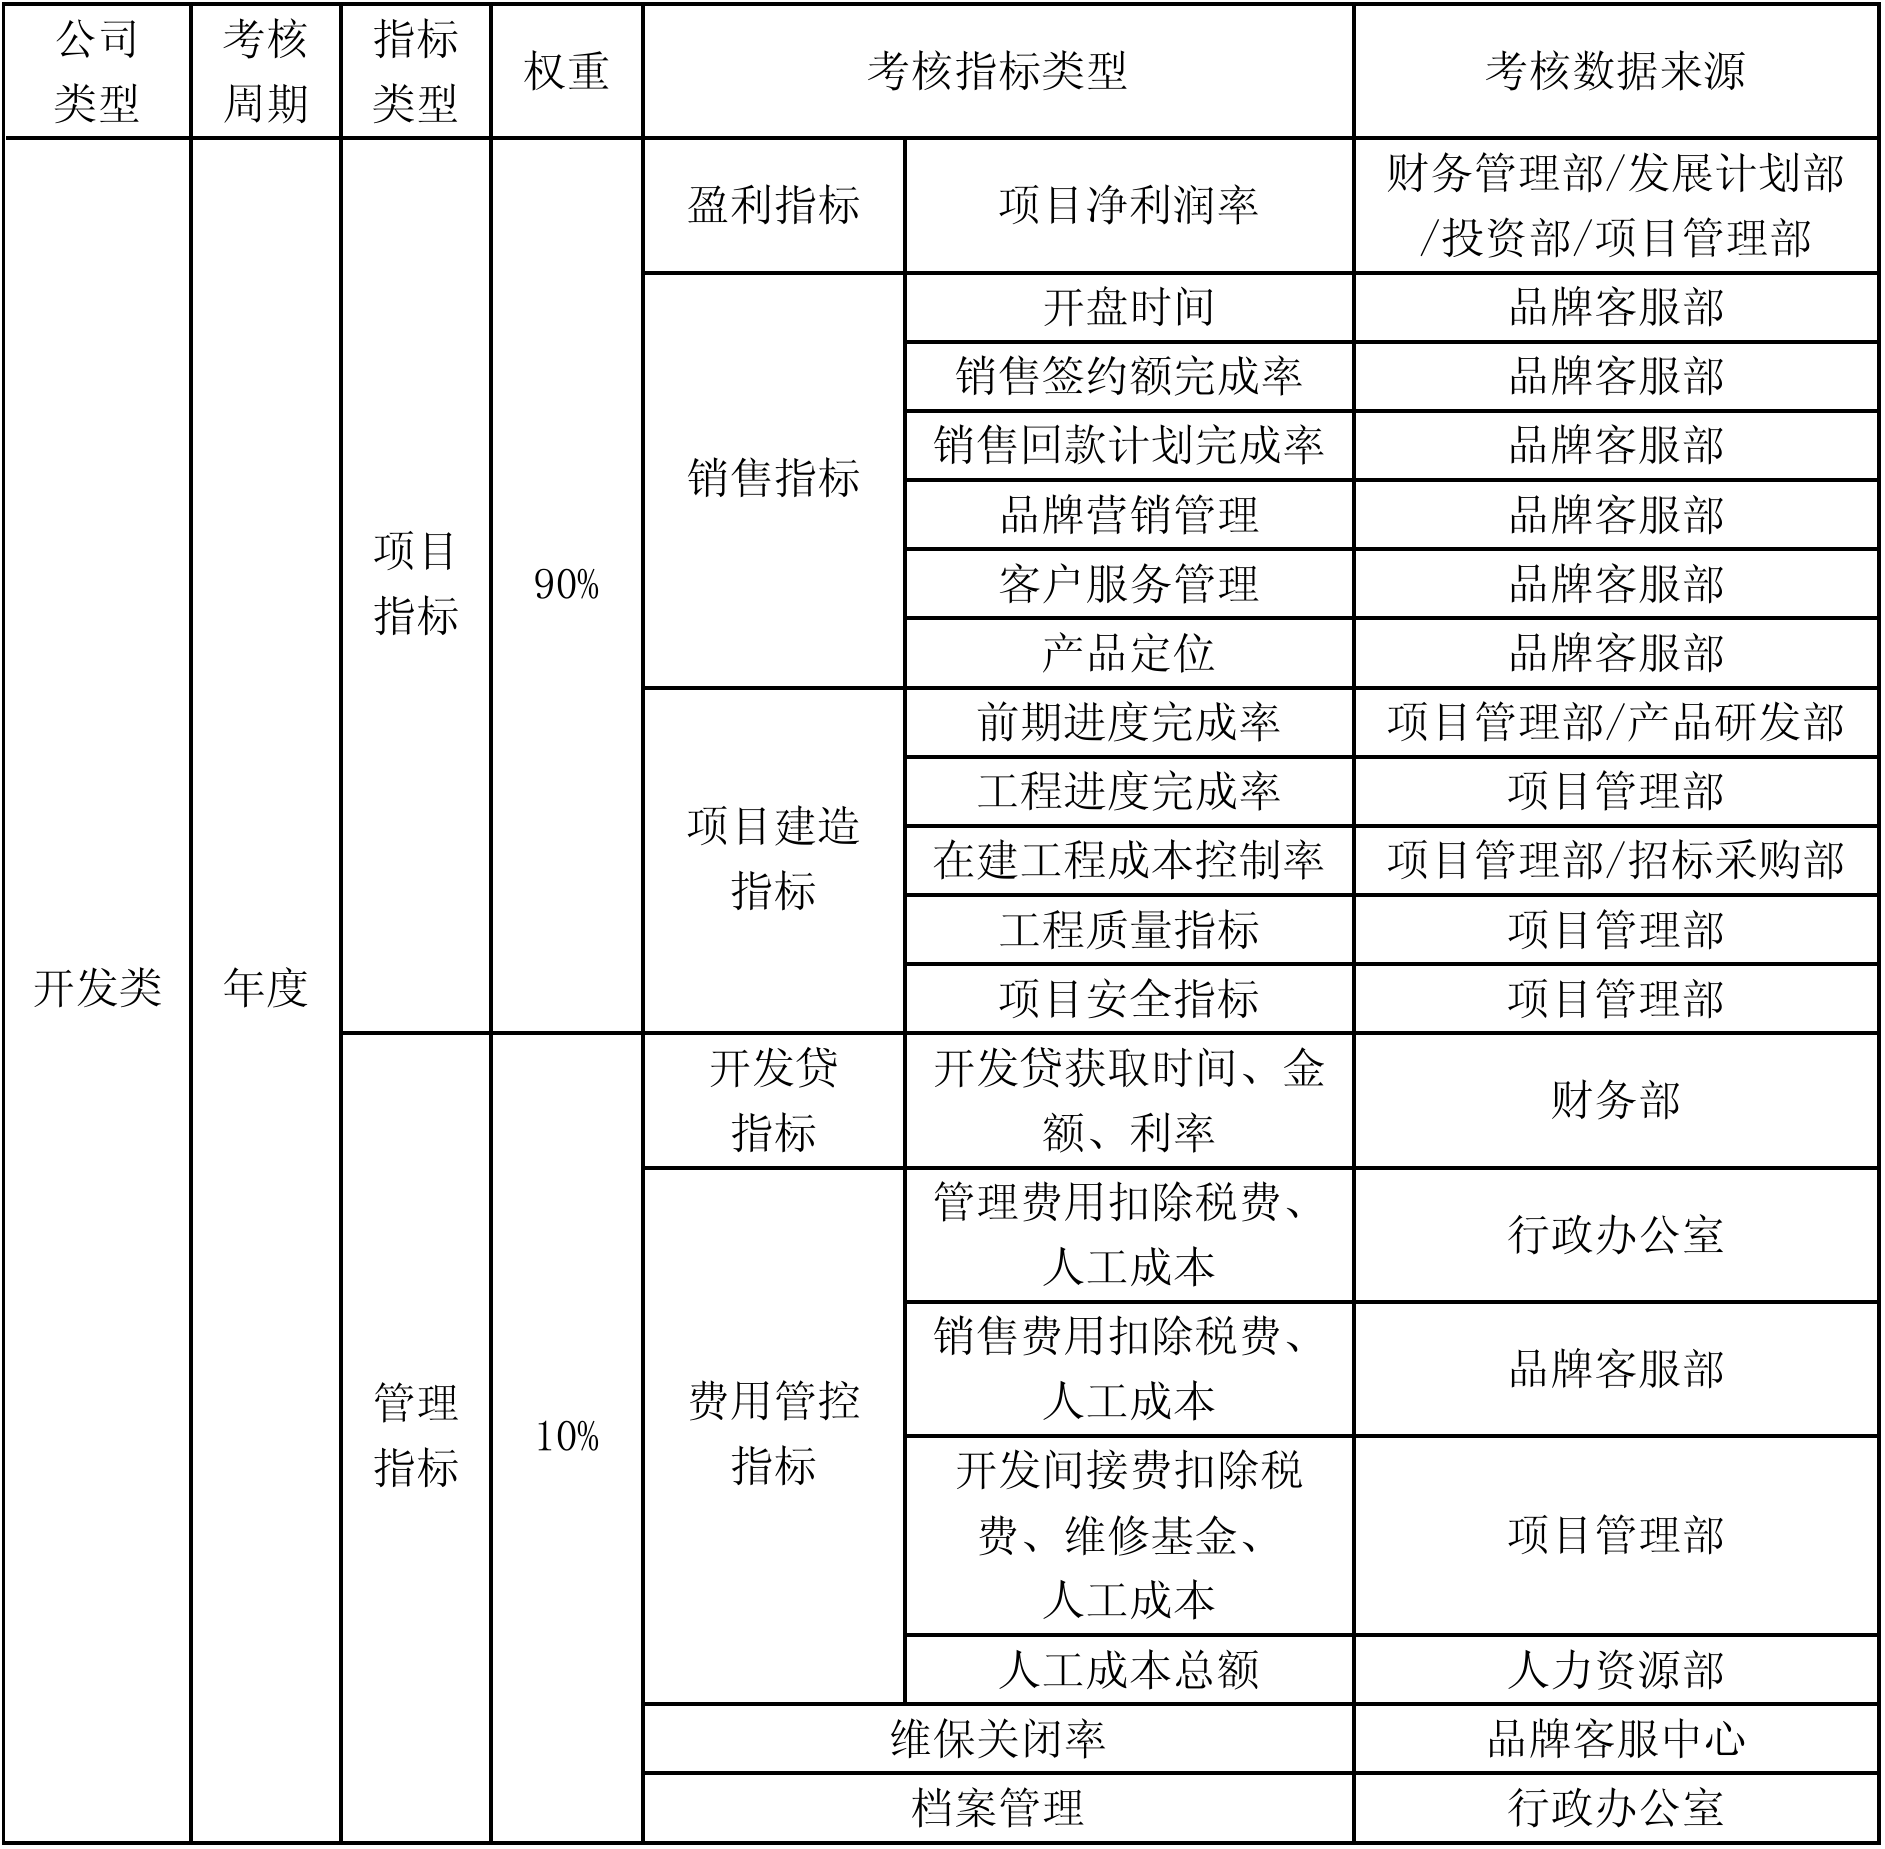 公司
类型
考核
周期
指标
类型
权重
考核指标类型
考核数据来源
开发类
年度
项目
指标
90%
盈利指标
项目净利润率
财务管理部/发展计划部
/投资部/项目管理部
销售指标
开盘时间
品牌客服部
销售签约额完成率
品牌客服部
销售回款计划完成率
品牌客服部
品牌营销管理
品牌客服部
客户服务管理
品牌客服部
产品定位
品牌客服部
项目建造
指标
前期进度完成率
项目管理部/产品研发部
工程进度完成率
项目管理部
在建工程成本控制率
项目管理部/招标采购部
工程质量指标
项目管理部
项目安全指标
项目管理部
管理
指标
10%
开发贷
指标
开发贷获取时间、金
额、利率
财务部
费用管控
指标
管理费用扣除税费、
人工成本
行政办公室
销售费用扣除税费、
人工成本
品牌客服部
开发间接费扣除税
费、维修基金、
人工成本
项目管理部
人工成本总额
人力资源部
维保关闭率
品牌客服中心
档案管理
行政办公室